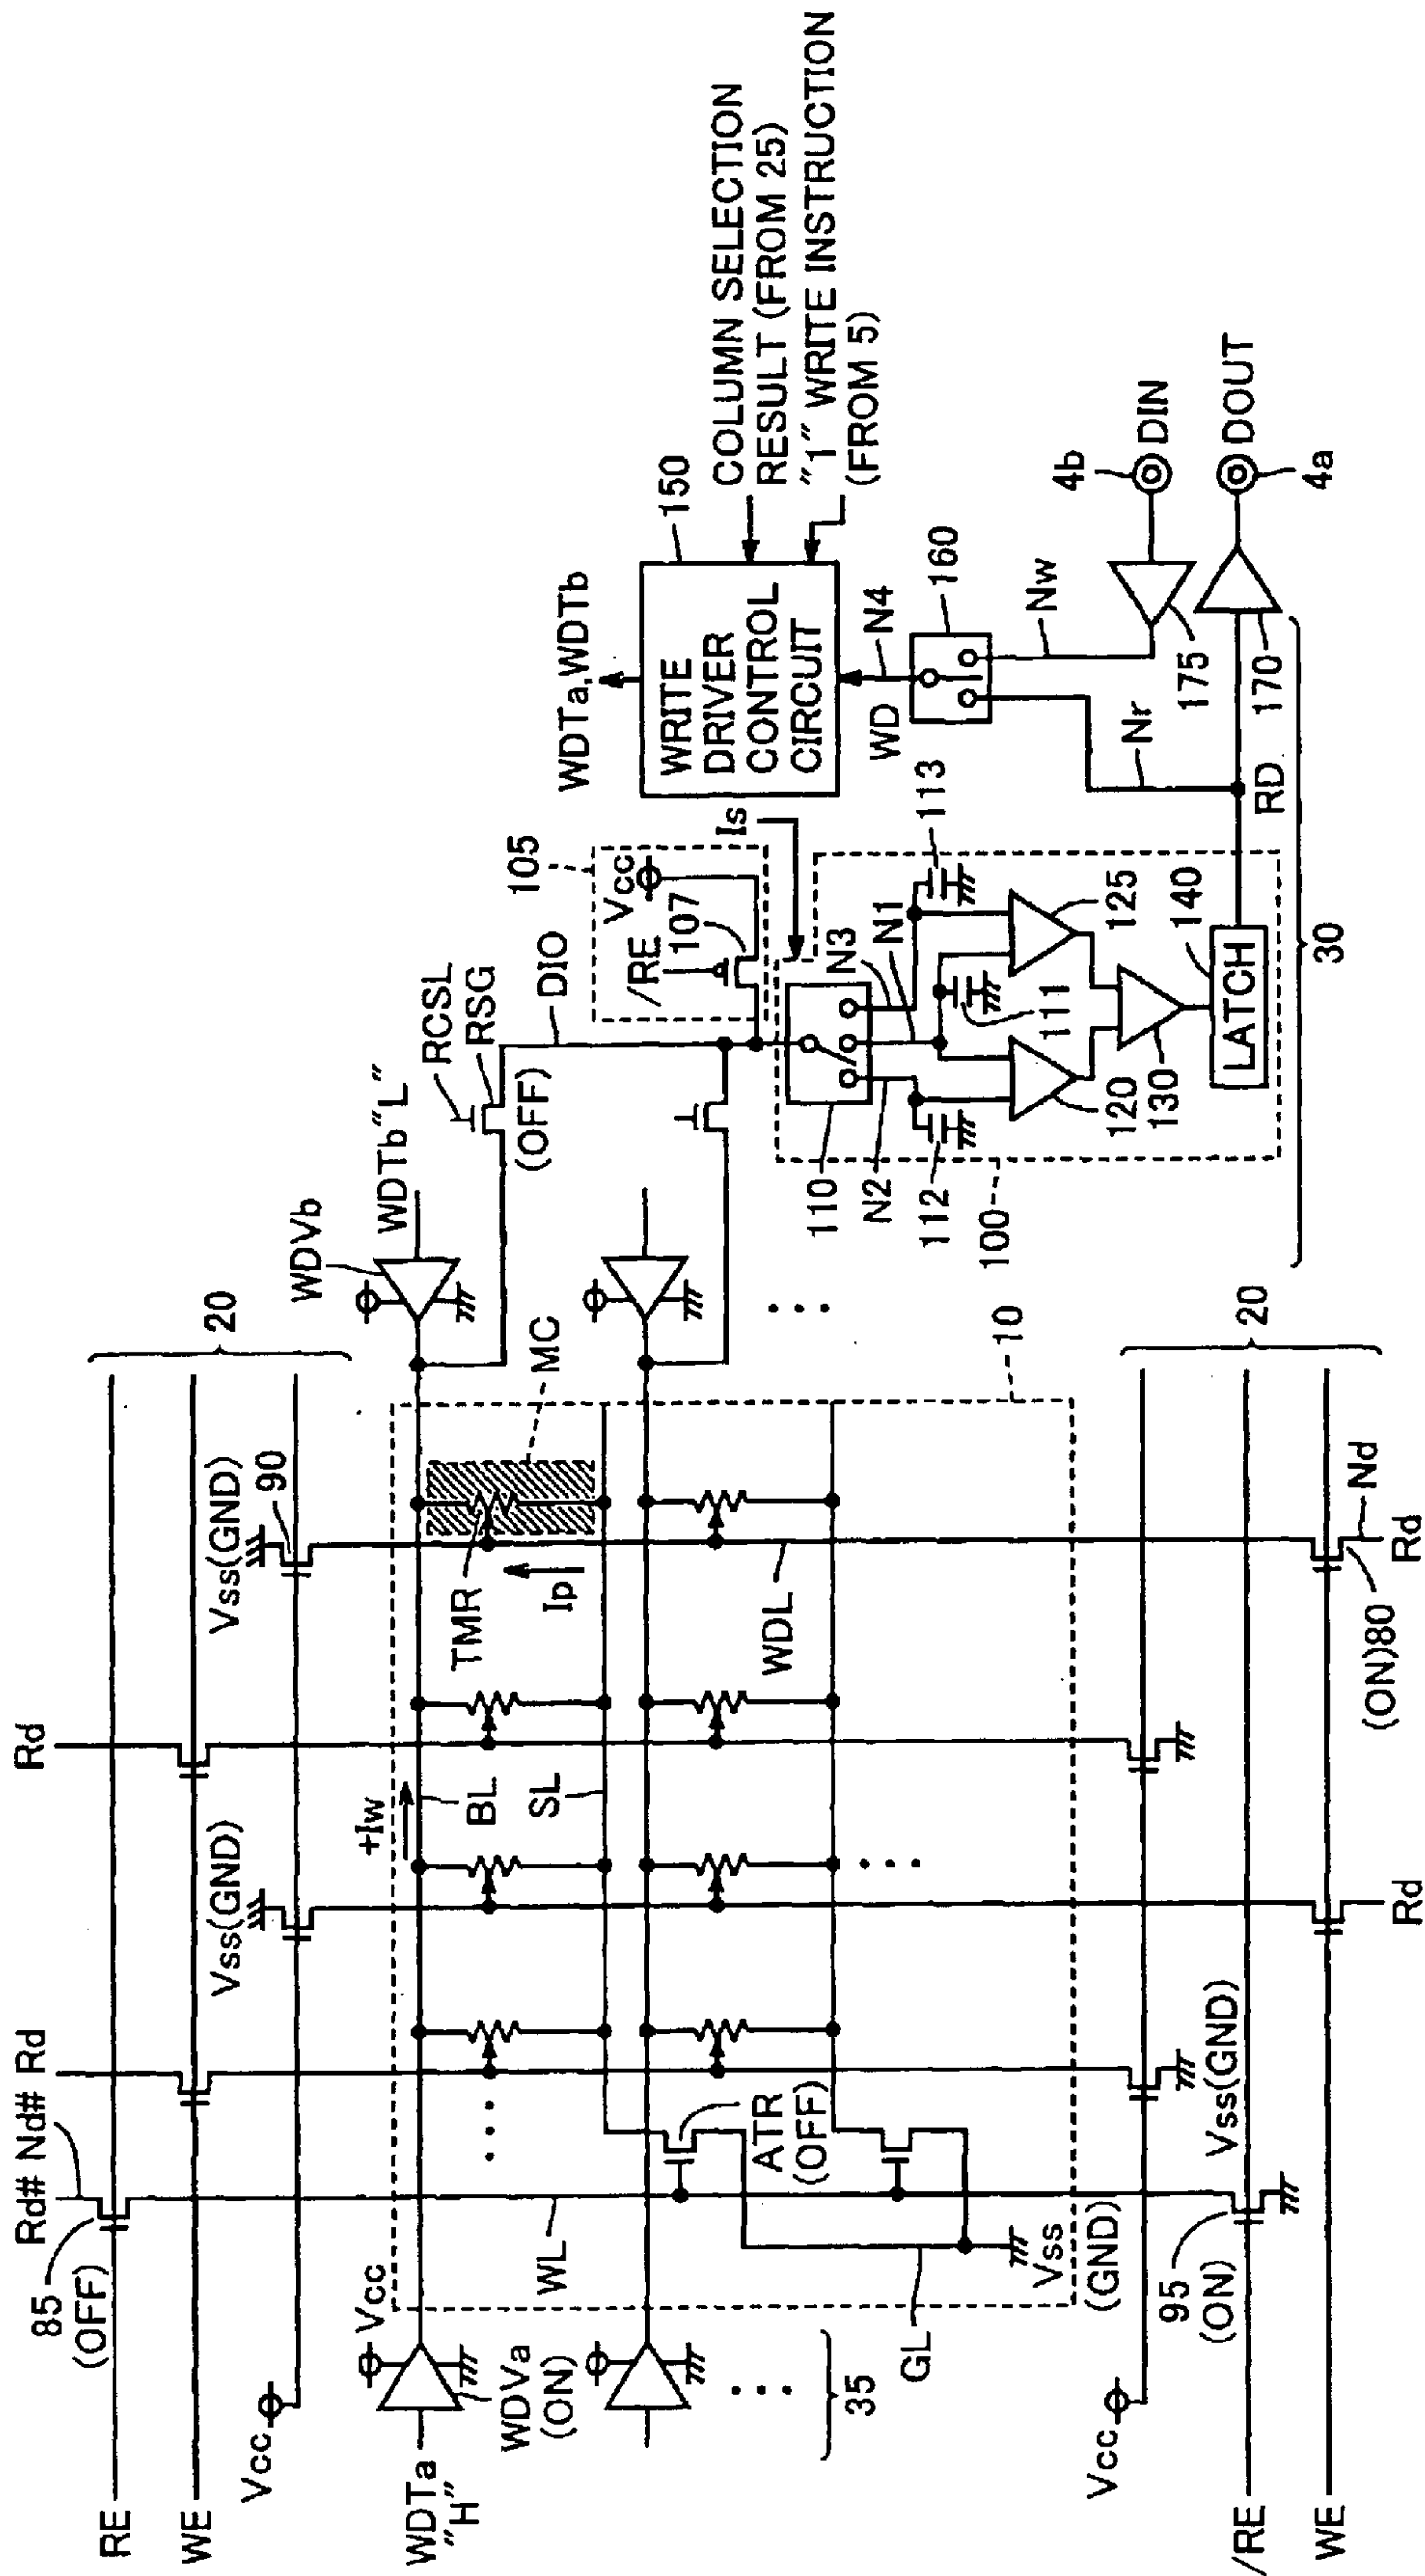 RE
WE
Vcc
85
(OFF)
Rd# Nd# Rd
Vss(GND)
Rd
Vss(GND)
90
20
WDTa
"H"
Vcc
WDVa
(ON)
35
+Iw
BL
SL
TMR
Ip
MC
WL
ATR
(OFF)
GL
Vss
(GND)
WDL
10
WDVb
WDTb"L"
RCSL
RSG
(OFF)
DIO
105
Vcc
/RE
107
Is
110
N2
N3
N1
112
111
113
100
120
125
130
140
LATCH
30
WDTa,WDTb
150
WRITE
DRIVER
CONTROL
CIRCUIT
COLUMN SELECTION
RESULT (FROM 25)
"1" WRITE INSTRUCTION
(FROM 5)
WD
N4
160
Nr
Nw
RD
175
170
4b
DIN
DOUT
4a
Vcc
/RE
WE
95
(ON)
Vss(GND)
Rd
(ON)80
Nd
Rd
20